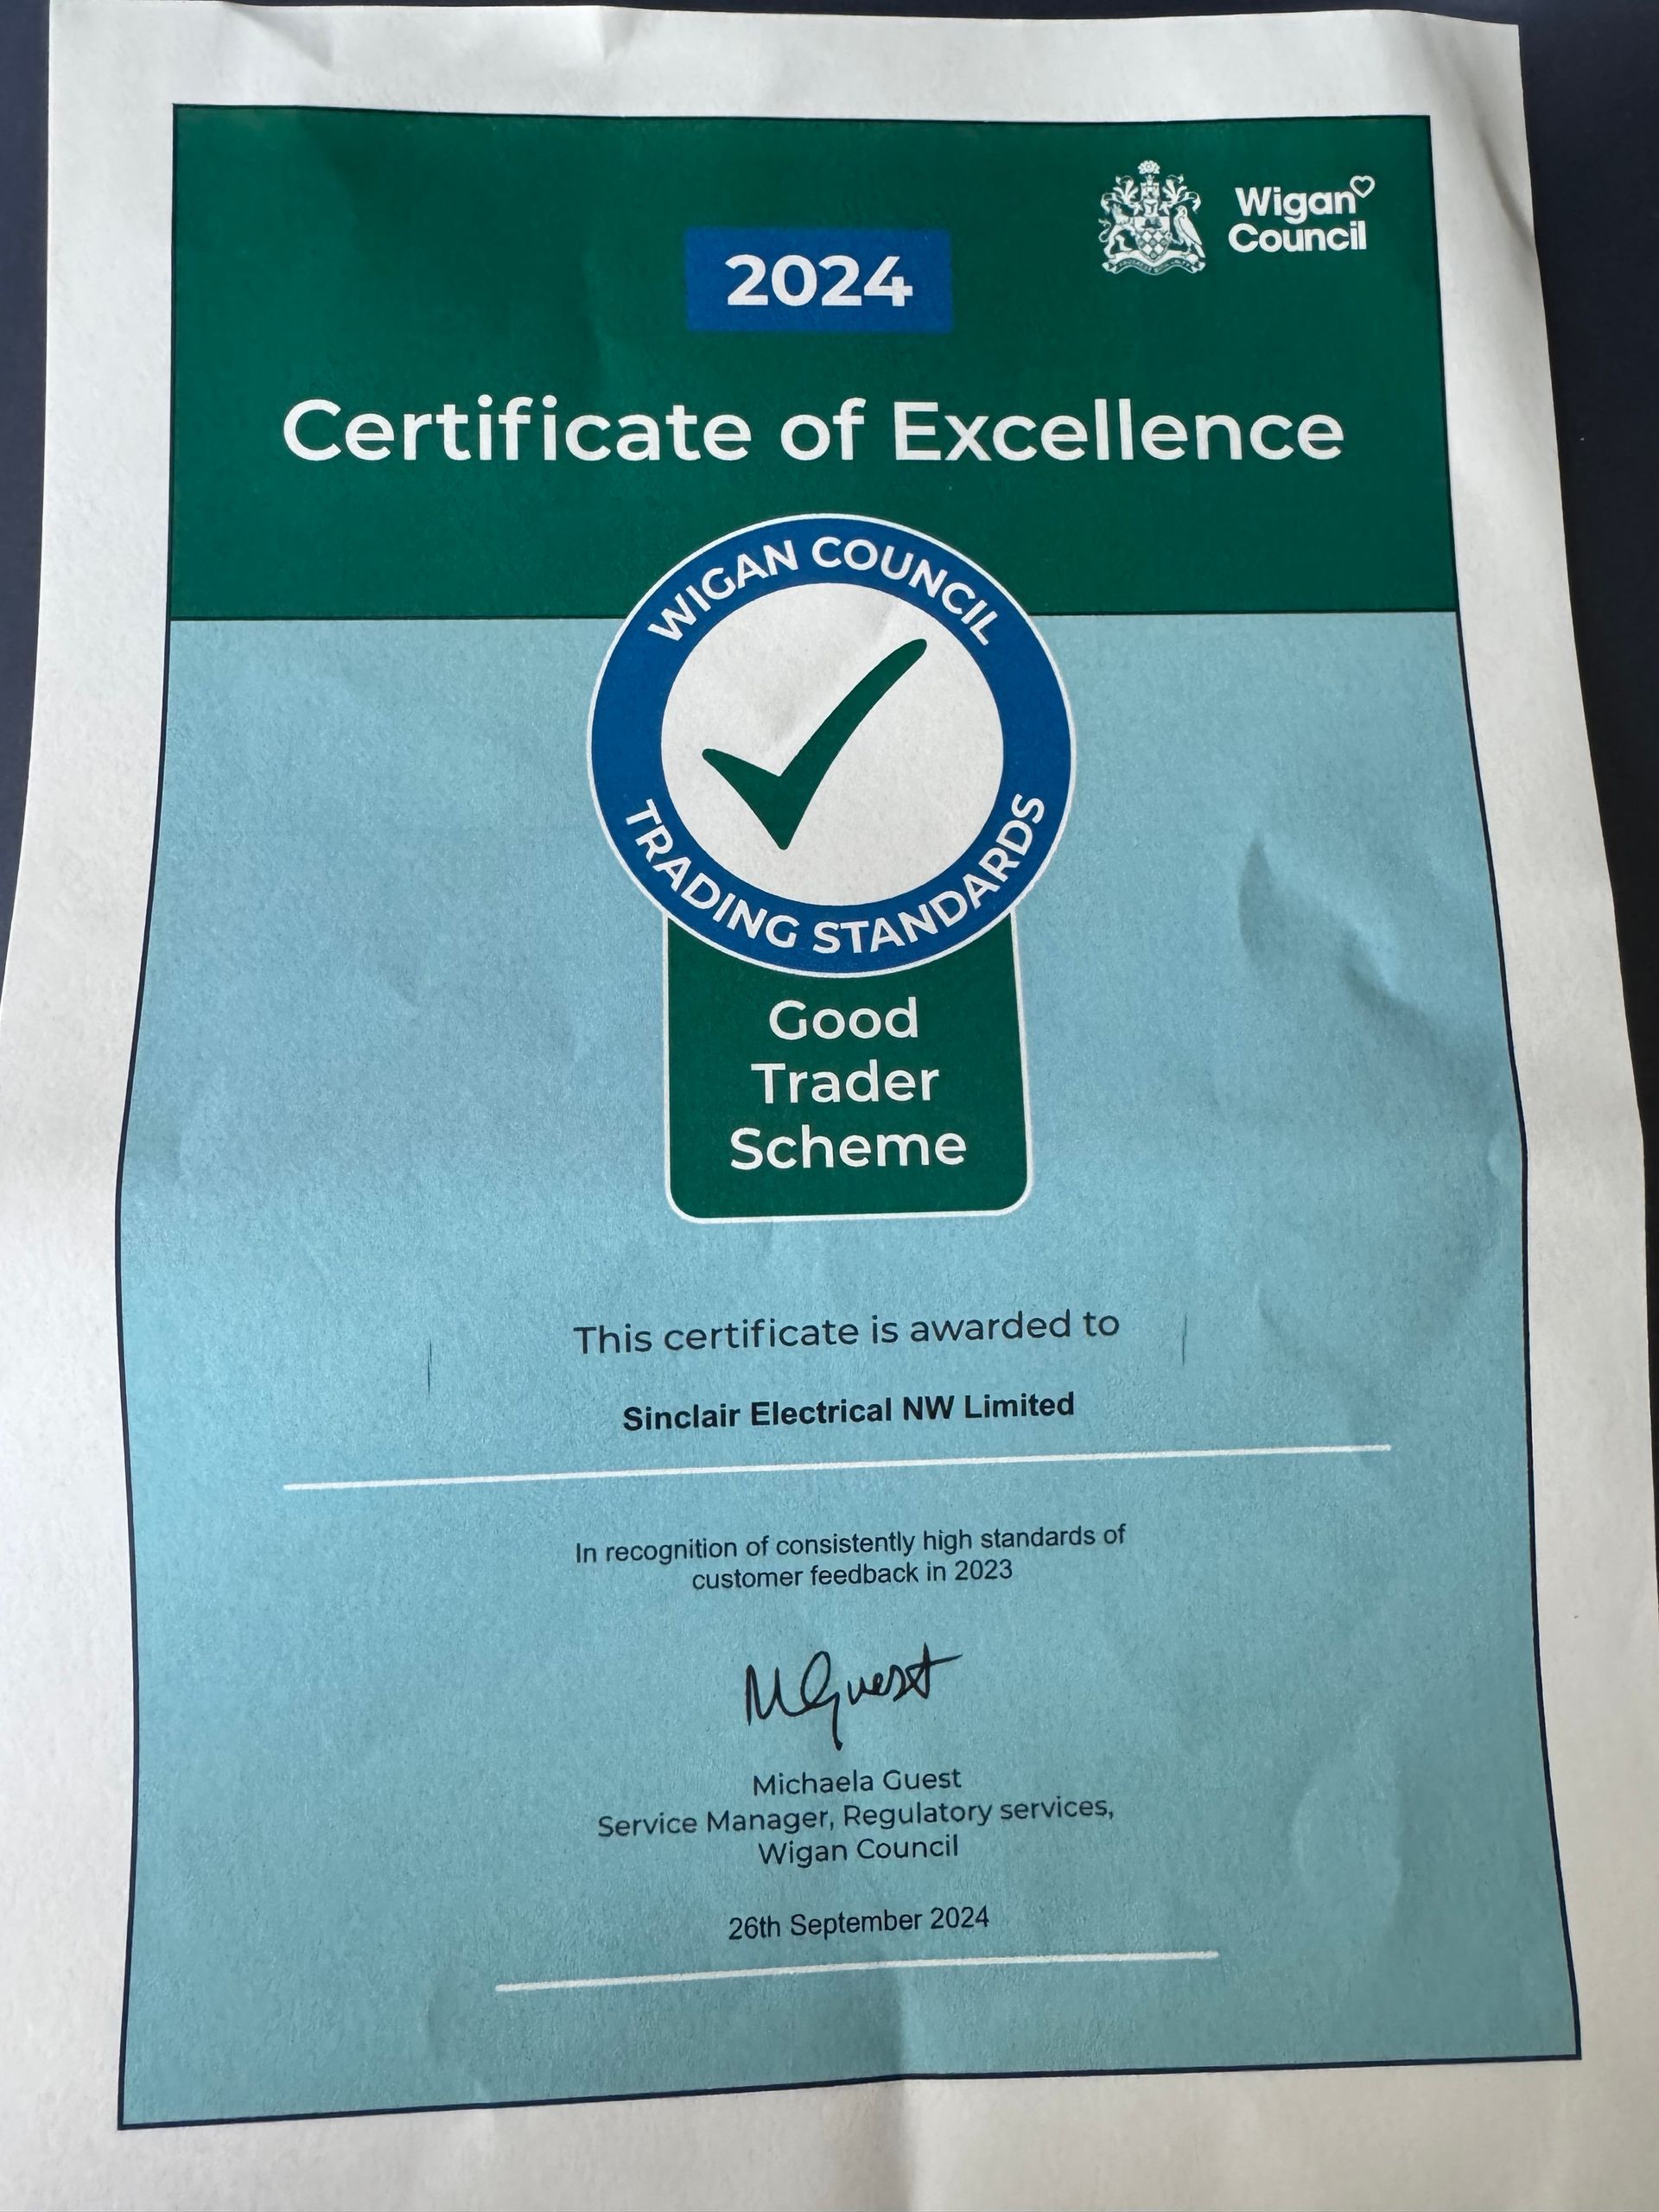 Wigan
Council
2024
Certificate of Excellence
WIGAN COUNCIL
TRADING STANDARDS
Good
Trader
Scheme
This certificate is awarded to
Sinclair Electrical NW Limited
In recognition of consistently high standards of
customer feedback in 2023
MGuest
Michaela Guest
Service Manager, Regulatory services,
Wigan Council
26th September 2024